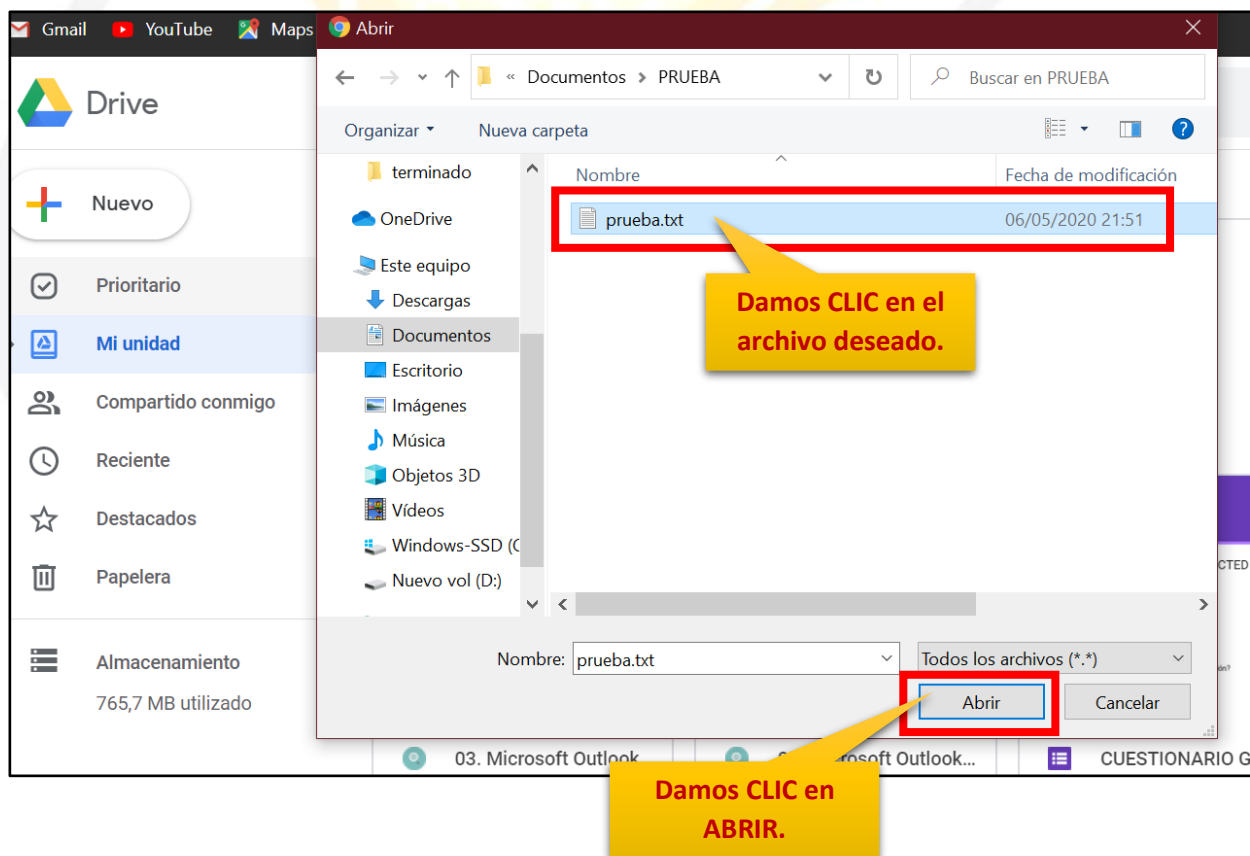 Gmail YouTube Maps
Abrir
Drive
« Documentos > PRUEBA
Buscar en PRUEBA
Organizar Nueva carpeta
Nuevo
Prioritario
Mi unidad
Compartido conmigo
Reciente
Destacados
Papelera
Almacenamiento
765,7 MB utilizado
terminado
OneDrive
Este equipo
Descargas
Documentos
Escritorio
Imágenes
Música
Objetos 3D
Vídeos
Windows-SSD (C
Nuevo vol (D:)
Nombre Fecha de modificación
prueba.txt 06/05/2020 21:51
Damos CLIC en el
archivo deseado.
Nombre: prueba.txt Todos los archivos (*.*)
Abrir Cancelar
CTED
ón?
03. Microsoft Outlook
rosoft Outlook...
CUESTIONARIO G
Damos CLIC en
ABRIR.